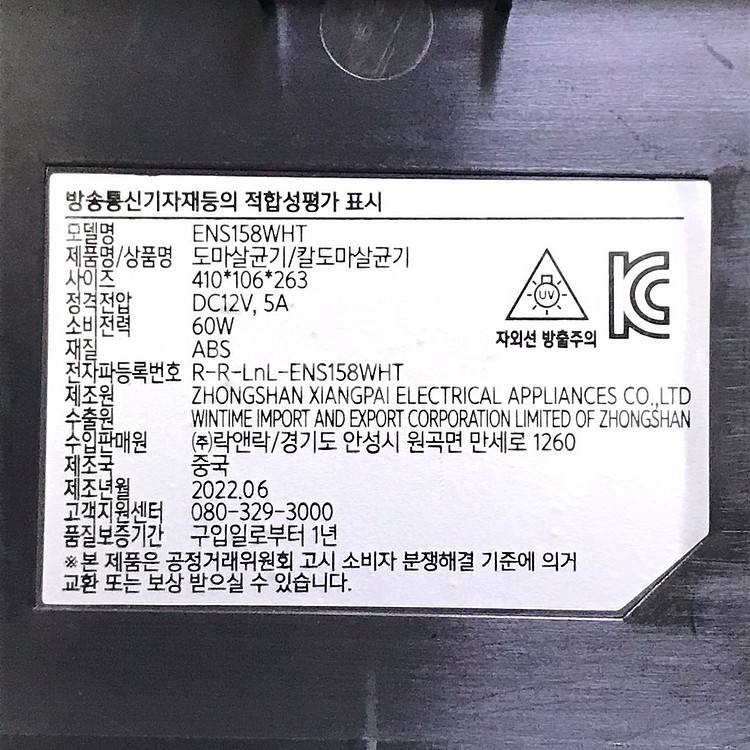 방송통신기자재등의 적합성평가 표시
모델명 ENS158WHT
제품명/상품명 도마살균기/칼도마살균기
사이즈 410*106*263
정격전압 DC12V, 5A
소비전력 60W
재질 ABS
전자파등록번호 R-R-LnL-ENS158WHT
제조원 ZHONGSHAN XIANGPAI ELECTRICAL APPLIANCES CO.,LTD
수출원 WINTIME IMPORT AND EXPORT CORPORATION LIMITED OF ZHONGSHAN
수입판매원 (주)락앤락/경기도 안성시 원곡면 만세로 1260
제조국 중국
제조년월 2022.06
고객지원센터 080-329-3000
품질보증기간 구입일로부터 1년
※본 제품은 공정거래위원회 고시 소비자 분쟁해결 기준에 의거
교환 또는 보상 받으실 수 있습니다.
UV
자외선 방출주의
KC